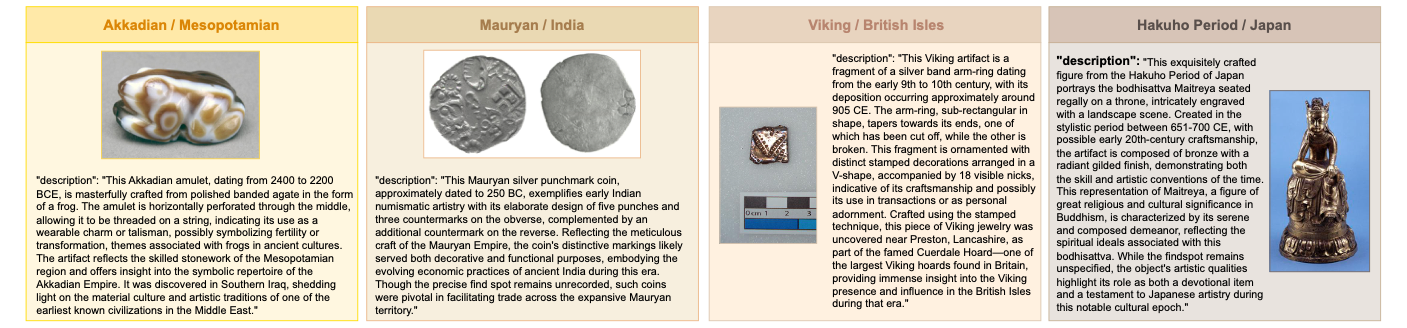 Akkadian / Mesopotamian
"description": "This Akkadian amulet, dating from 2400 to 2200
BCE, is masterfully crafted from polished banded agate in the form
of a frog. The amulet is horizontally perforated through the middle,
allowing it to be threaded on a string, indicating its use as a
wearable charm or talisman, possibly symbolizing fertility or
transformation, themes associated with frogs in ancient cultures.
The artifact reflects the skilled stonework of the Mesopotamian
region and offers insight into the symbolic repertoire of the
Akkadian Empire. It was discovered in Southern Iraq, shedding
light on the material culture and artistic traditions of one of the
earliest known civilizations in the Middle East."
Mauryan / India
"description": "This Mauryan silver punchmark coin,
approximately dated to 250 BC, exemplifies early Indian
numismatic artistry with its elaborate design of five punches and
three countermarks on the obverse, complemented by an
additional countermark on the reverse. Reflecting the meticulous
craft of the Mauryan Empire, the coin's distinctive markings likely
served both decorative and functional purposes, embodying the
evolving economic practices of ancient India during this era.
Though the precise find spot remains unrecorded, such coins
were pivotal in facilitating trade across the expansive Mauryan
territory."
Viking / British Isles
"description": "This Viking artifact is a
fragment of a silver band arm-ring dating
from the early 9th to 10th century, with its
deposition occurring approximately around
905 CE. The arm-ring, sub-rectangular in
shape, tapers towards its ends, one of
which has been cut off, while the other is
broken. This fragment is ornamented with
distinct stamped decorations arranged in a
V-shape, accompanied by 18 visible nicks,
indicative of its craftsmanship and possibly
its use in transactions or as personal
adornment. Crafted using the stamped
technique, this piece of Viking jewelry was
uncovered near Preston, Lancashire, as
part of the famed Cuerdale Hoard—one of
the largest Viking hoards found in Britain,
providing immense insight into the Viking
presence and influence in the British Isles
during that era."
0cm 1 2 3
Hakuho Period / Japan
"description": "This exquisitely crafted
figure from the Hakuho Period of Japan
portrays the bodhisattva Maitreya seated
regally on a throne, intricately engraved
with a landscape scene. Created in the
stylistic period between 651-700 CE, with
possible early 20th-century craftsmanship,
the artifact is composed of bronze with a
radiant gilded finish, demonstrating both
the skill and artistic conventions of the time.
This representation of Maitreya, a figure of
great religious and cultural significance in
Buddhism, is characterized by its serene
and composed demeanor, reflecting the
spiritual ideals associated with this
bodhisattva. While the findspot remains
unspecified, the object's artistic qualities
highlight its role as both a devotional item
and a testament to Japanese artistry during
this notable cultural epoch."